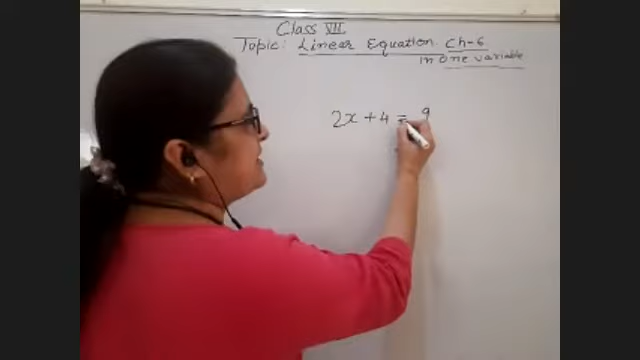 Class VII
Topic: Linear Equation Ch-6
in One variable
2x + 4 = 9